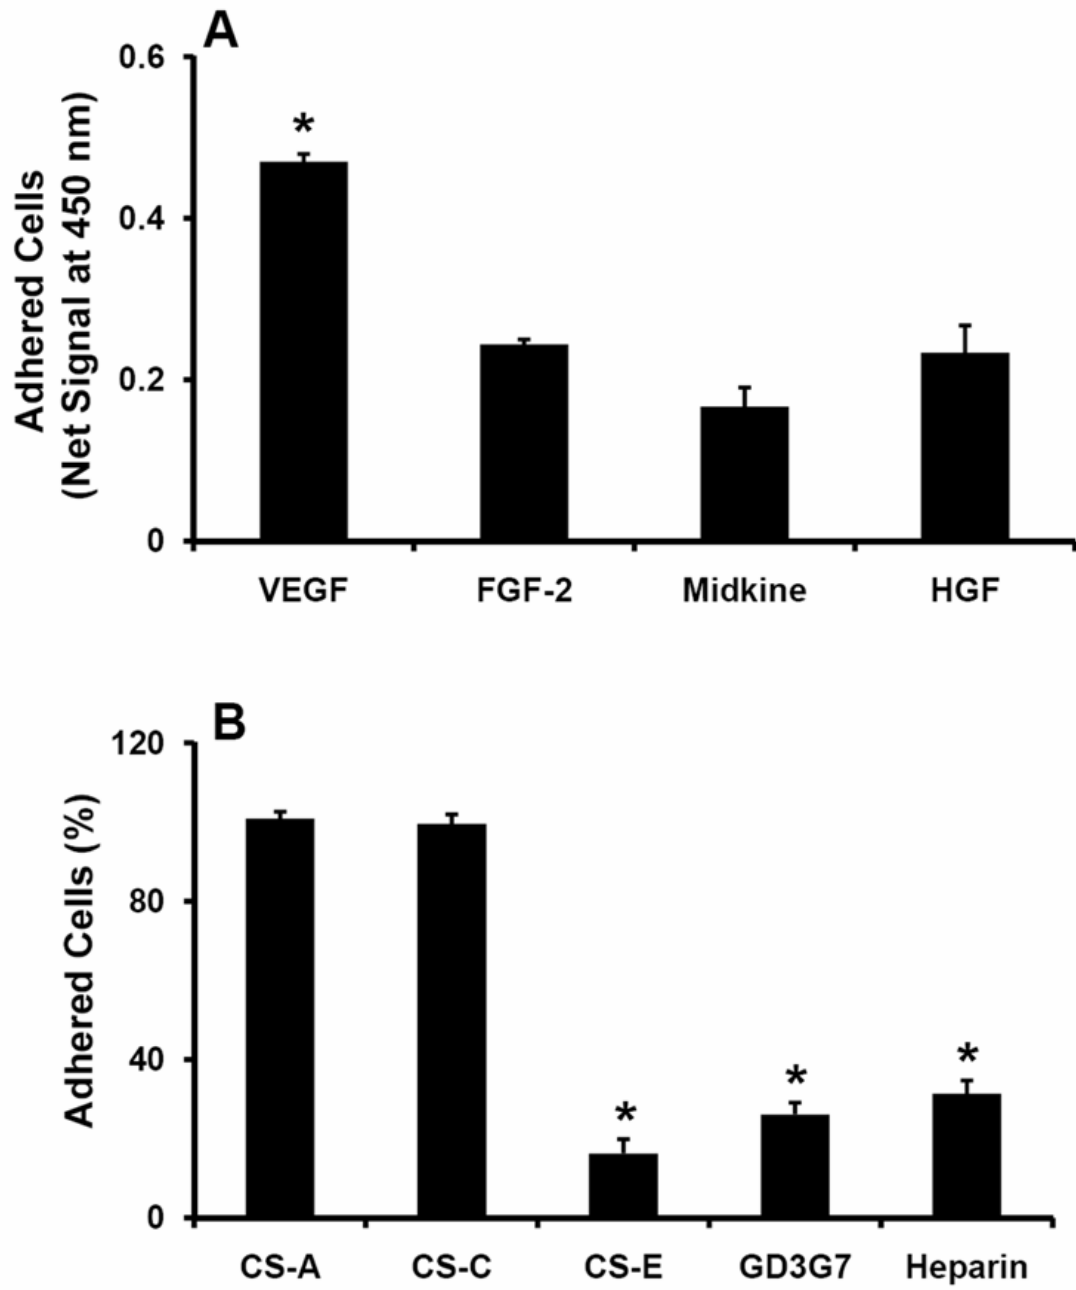 A
Adhered Cells
(Net Signal at 450 nm)
0.6
0.4
0.2
0
*
VEGF FGF-2 Midkine HGF
B
Adhered Cells (%)
120
80
40
0
* * *
CS-A CS-C CS-E GD3G7 Heparin